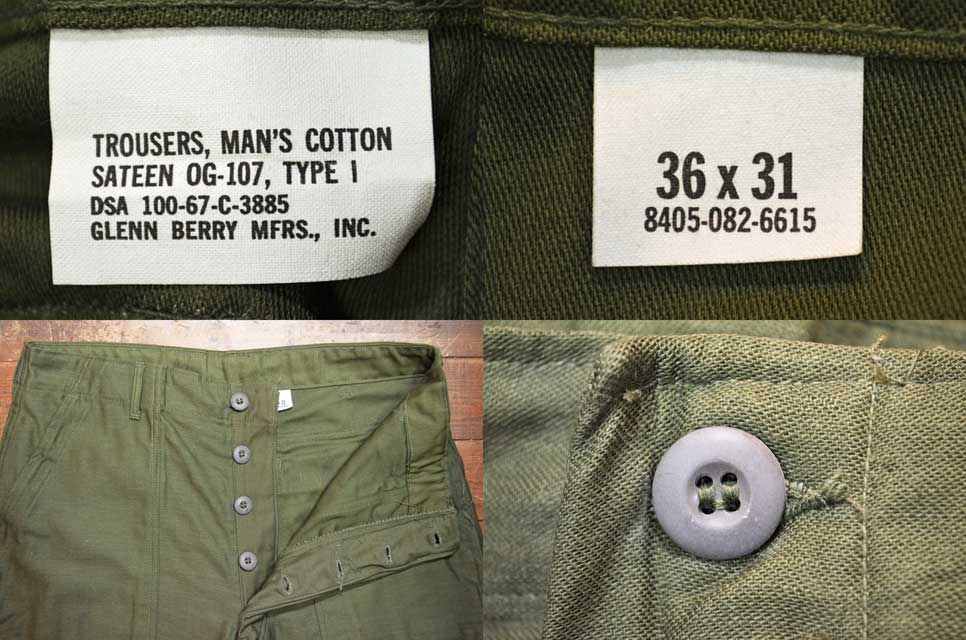 TROUSERS, MAN'S COTTON
SATEEN OG-107, TYPE I
DSA 100-67-C-3885
GLENN BERRY MFRS., INC.
36 x 31
8405-082-6615